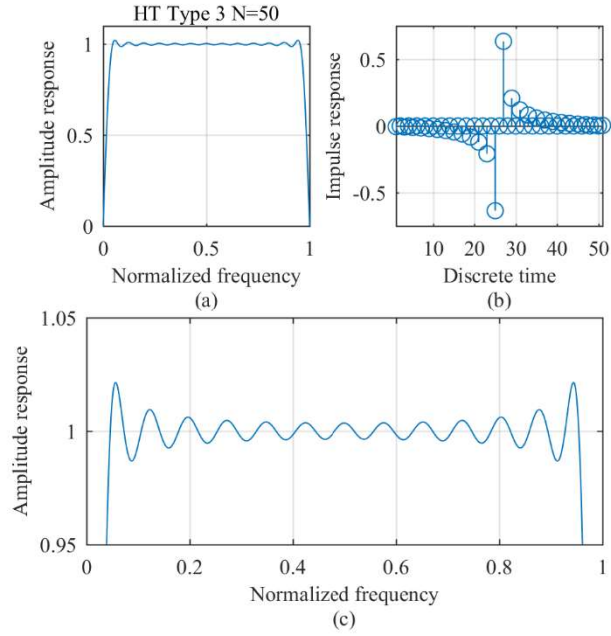 HT Type 3 N=50
Amplitude response
1
0.5
0
0 0.5 1
Normalized frequency
(a)
Impulse response
0.5
0
-0.5
10 20 30 40 50
Discrete time
(b)
Amplitude response
1.05
1
0.95
0 0.2 0.4 0.6 0.8 1
Normalized frequency
(c)